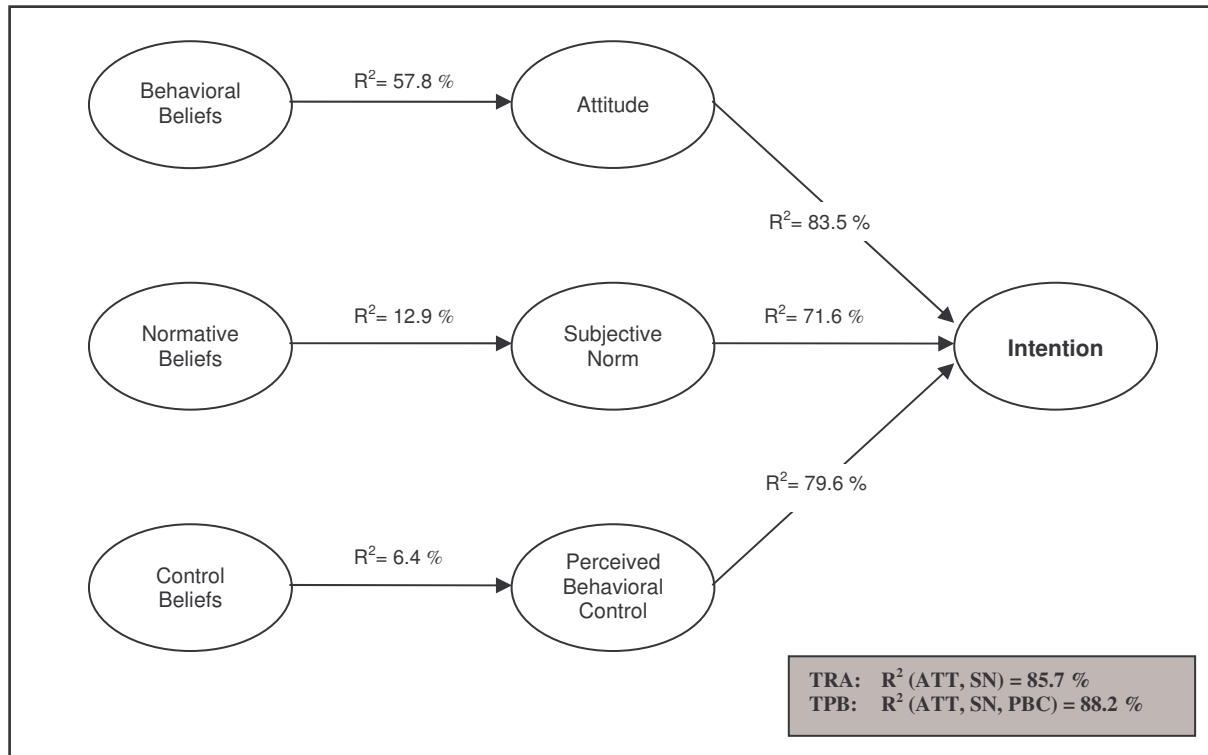 Behavioral
Beliefs
R²= 57.8 %
Attitude
R²= 83.5 %
Normative
Beliefs
R²= 12.9 %
Subjective
Norm
R²= 71.6 %
Intention
R²= 79.6 %
Control
Beliefs
R²= 6.4 %
Perceived
Behavioral
Control
TRA: R² (ATT, SN) = 85.7 %
TPB: R² (ATT, SN, PBC) = 88.2 %